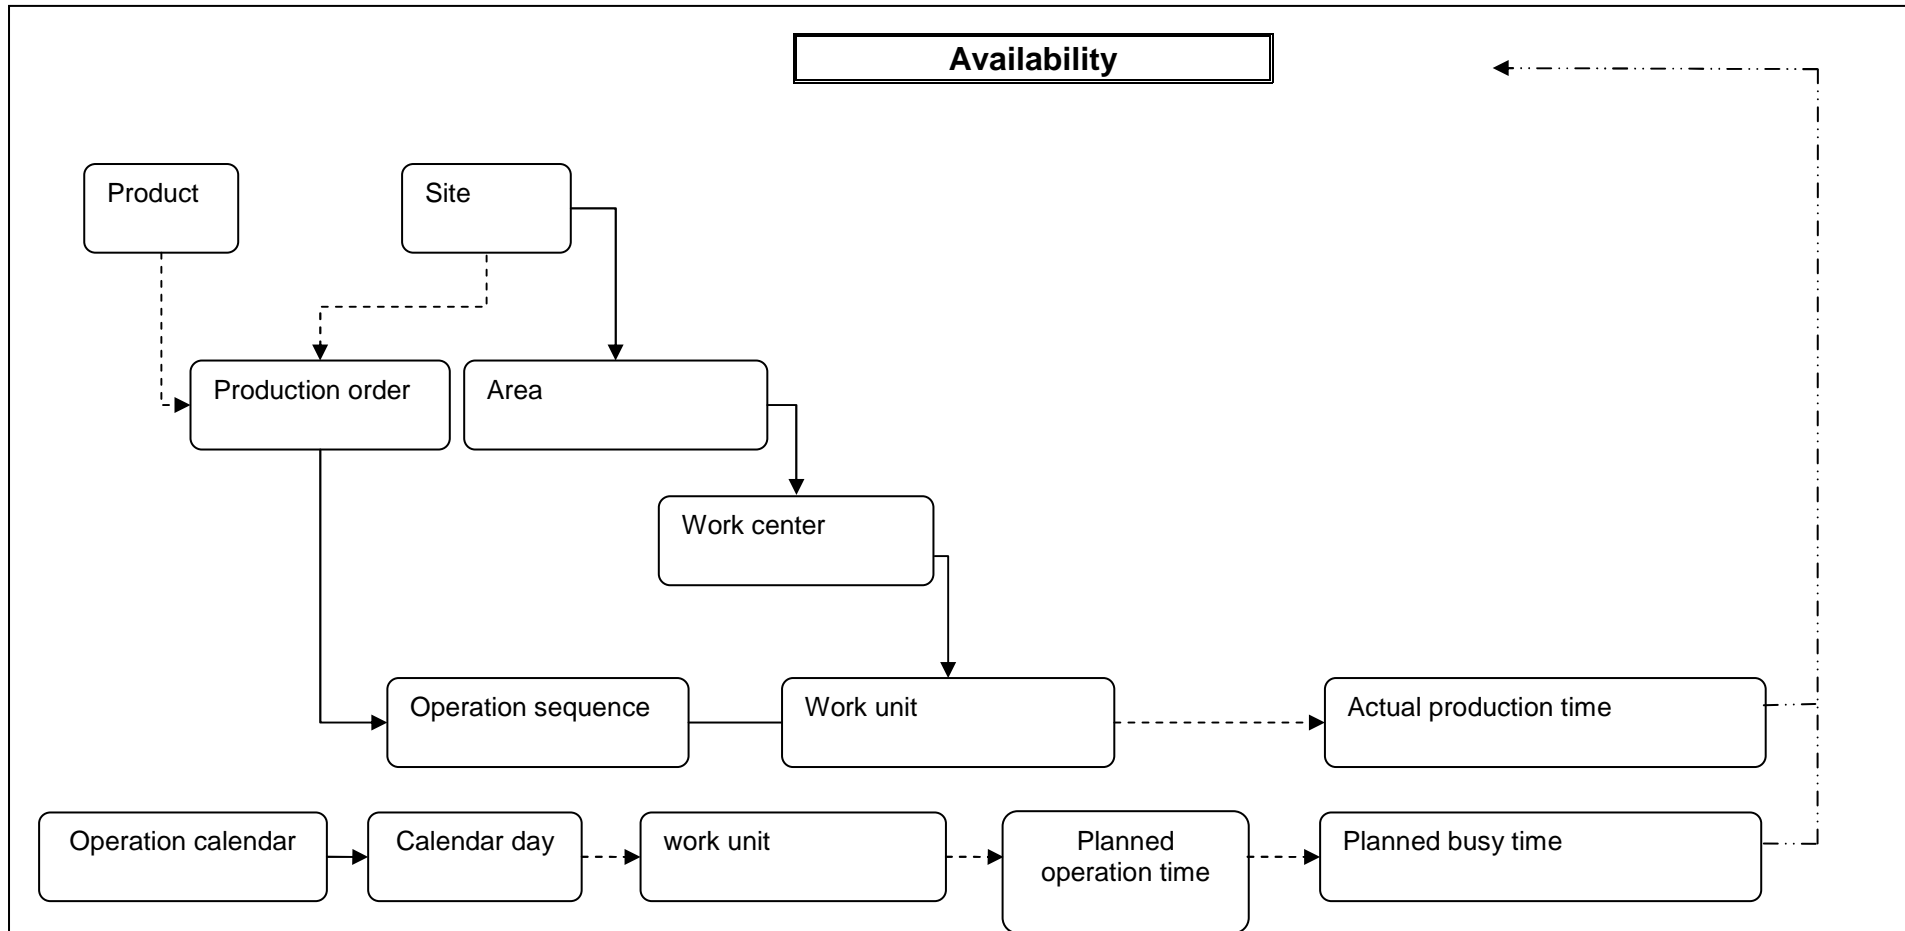 Availability
Product
Site
Production order
Area
Work center
Operation sequence
Work unit
Actual production time
Operation calendar
Calendar day
work unit
Planned
operation time
Planned busy time